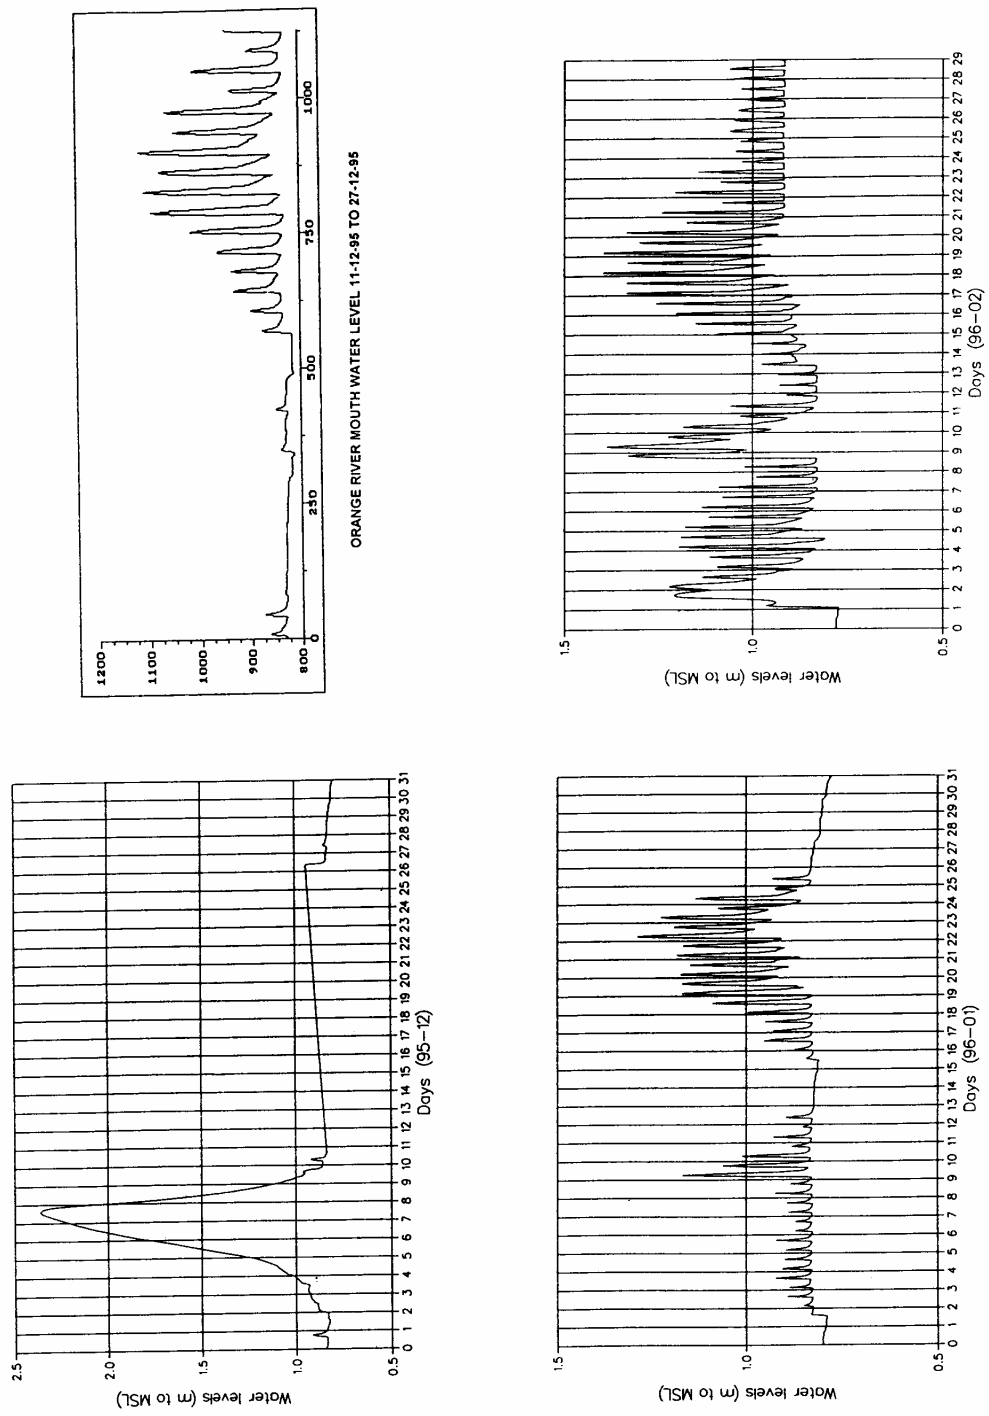 1200
1100
1000
900
800
0
250
500
750
1000
ORANGE RIVER MOUTH WATER LEVEL 11-12-95 TO 27-12-95
2.5
2.0
1.5
1.0
0.5
Water levels (m to MSL)
0 1 2 3 4 5 6 7 8 9 10 11 12 13 14 15 16 17 18 19 20 21 22 23 24 25 26 27 28 29 30 31
Days (95-12)
1.5
1.0
0.5
Water levels (m to MSL)
0 1 2 3 4 5 6 7 8 9 10 11 12 13 14 15 16 17 18 19 20 21 22 23 24 25 26 27 28 29 30 31
Days (96-01)
1.5
1.0
0.5
Water levels (m to MSL)
0 1 2 3 4 5 6 7 8 9 10 11 12 13 14 15 16 17 18 19 20 21 22 23 24 25 26 27 28 29
Days (96-02)